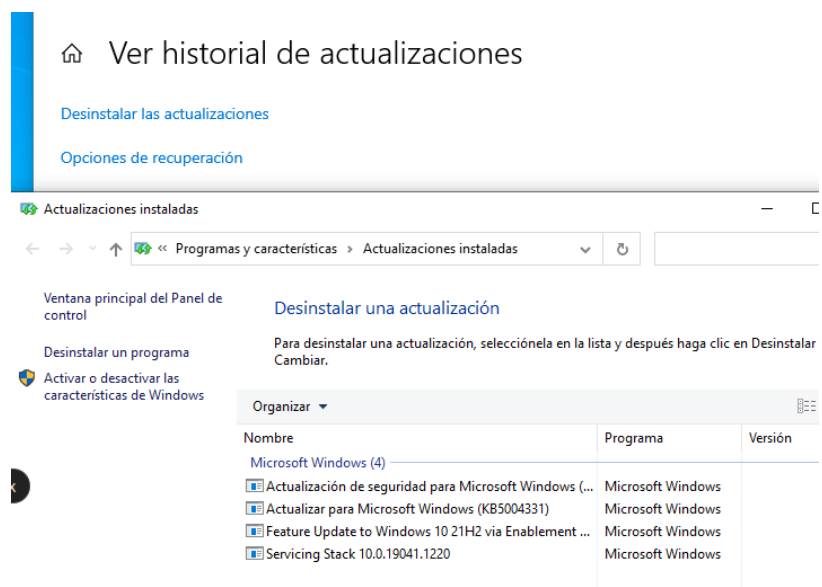 Ver historial de actualizaciones
Desinstalar las actualizaciones
Opciones de recuperación
Actualizaciones instaladas
« Programas y características › Actualizaciones instaladas
Ventana principal del Panel de
control
Desinstalar un programa
Activar o desactivar las
características de Windows
Desinstalar una actualización
Para desinstalar una actualización, selecciónela en la lista y después haga clic en Desinstalar
Cambiar.
Organizar
Nombre Programa Versión
Microsoft Windows (4)
Actualización de seguridad para Microsoft Windows (... Microsoft Windows
Actualizar para Microsoft Windows (KB5004331) Microsoft Windows
Feature Update to Windows 10 21H2 via Enablement ... Microsoft Windows
Servicing Stack 10.0.19041.1220 Microsoft Windows